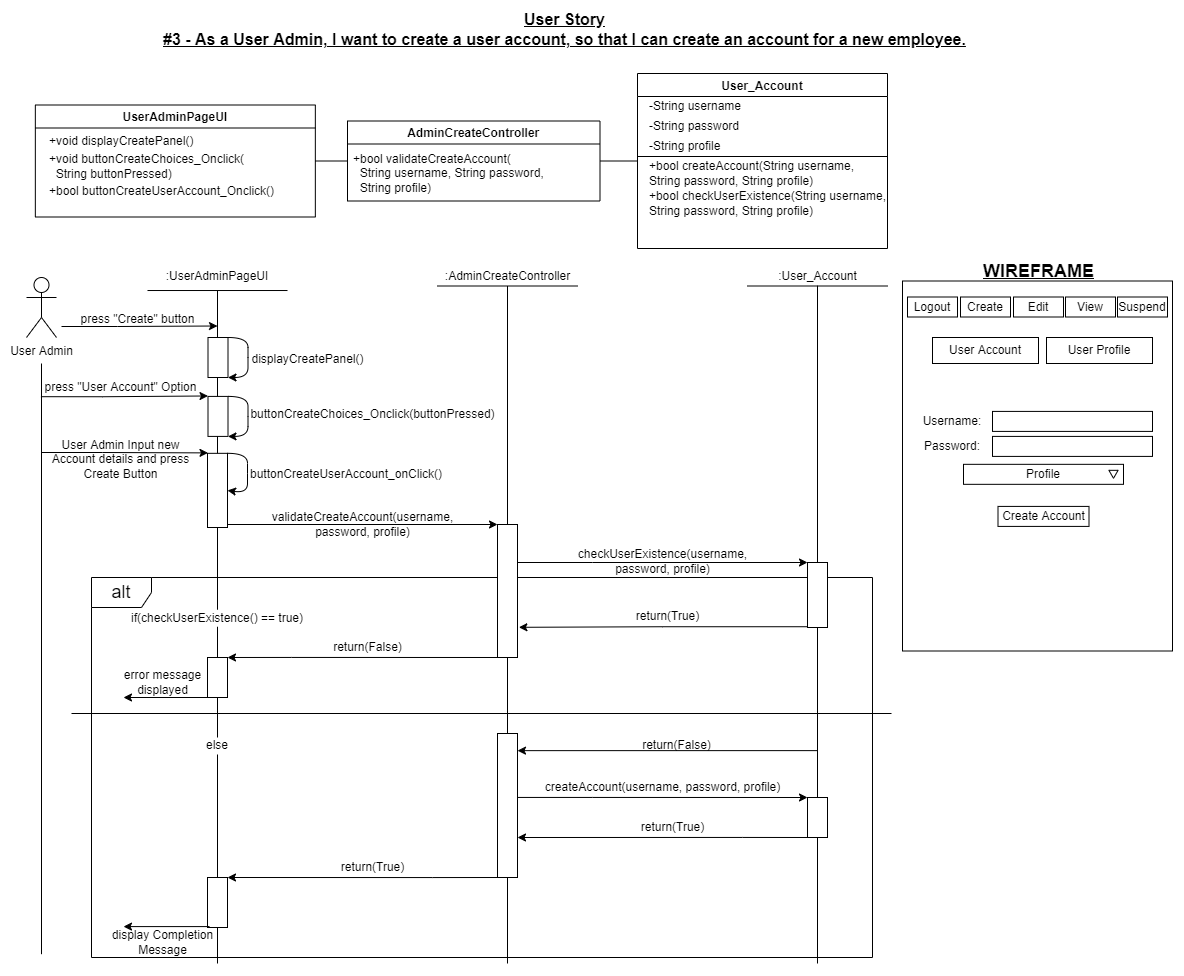 User Story
#3 - As a User Admin, I want to create a user account, so that I can create an account for a new employee.
UserAdminPageUI
+void displayCreatePanel()
+void buttonCreateChoices_Onclick(
String buttonPressed)
+bool buttonCreateUserAccount_Onclick()
AdminCreateController
+bool validateCreateAccount(
String username, String password,
String profile)
User_Account
-String username
-String password
-String profile
+bool createAccount(String username,
String password, String profile)
+bool checkUserExistence(String username,
String password, String profile)
:UserAdminPageUI
:AdminCreateController
:User_Account
User Admin
press "Create" button
displayCreatePanel()
press "User Account" Option
buttonCreateChoices_Onclick(buttonPressed)
User Admin Input new
Account details and press
Create Button
buttonCreateUserAccount_onClick()
validateCreateAccount(username,
password, profile)
checkUserExistence(username,
password, profile)
alt
if(checkUserExistence() == true)
return(True)
return(False)
error message
displayed
else
return(False)
createAccount(username, password, profile)
return(True)
return(True)
display Completion
Message
WIREFRAME
Logout
Create
Edit
View
Suspend
User Account
User Profile
Username:
Password:
Profile
Create Account